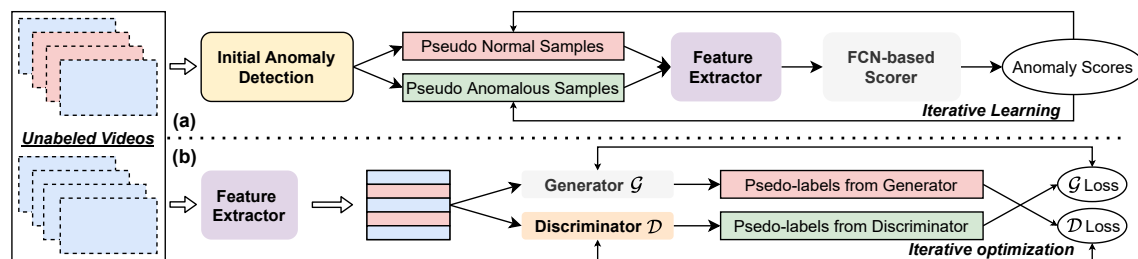 Unabeled Videos
(a)
Initial Anomaly
Detection
Pseudo Normal Samples
Pseudo Anomalous Samples
Feature
Extractor
FCN-based
Scorer
Anomaly Scores
Iterative Learning
(b)
Feature
Extractor
Generator 𝒢
Discriminator 𝒟
Psedo-labels from Generator
Psedo-labels from Discriminator
𝒢 Loss
𝒟 Loss
Iterative optimization